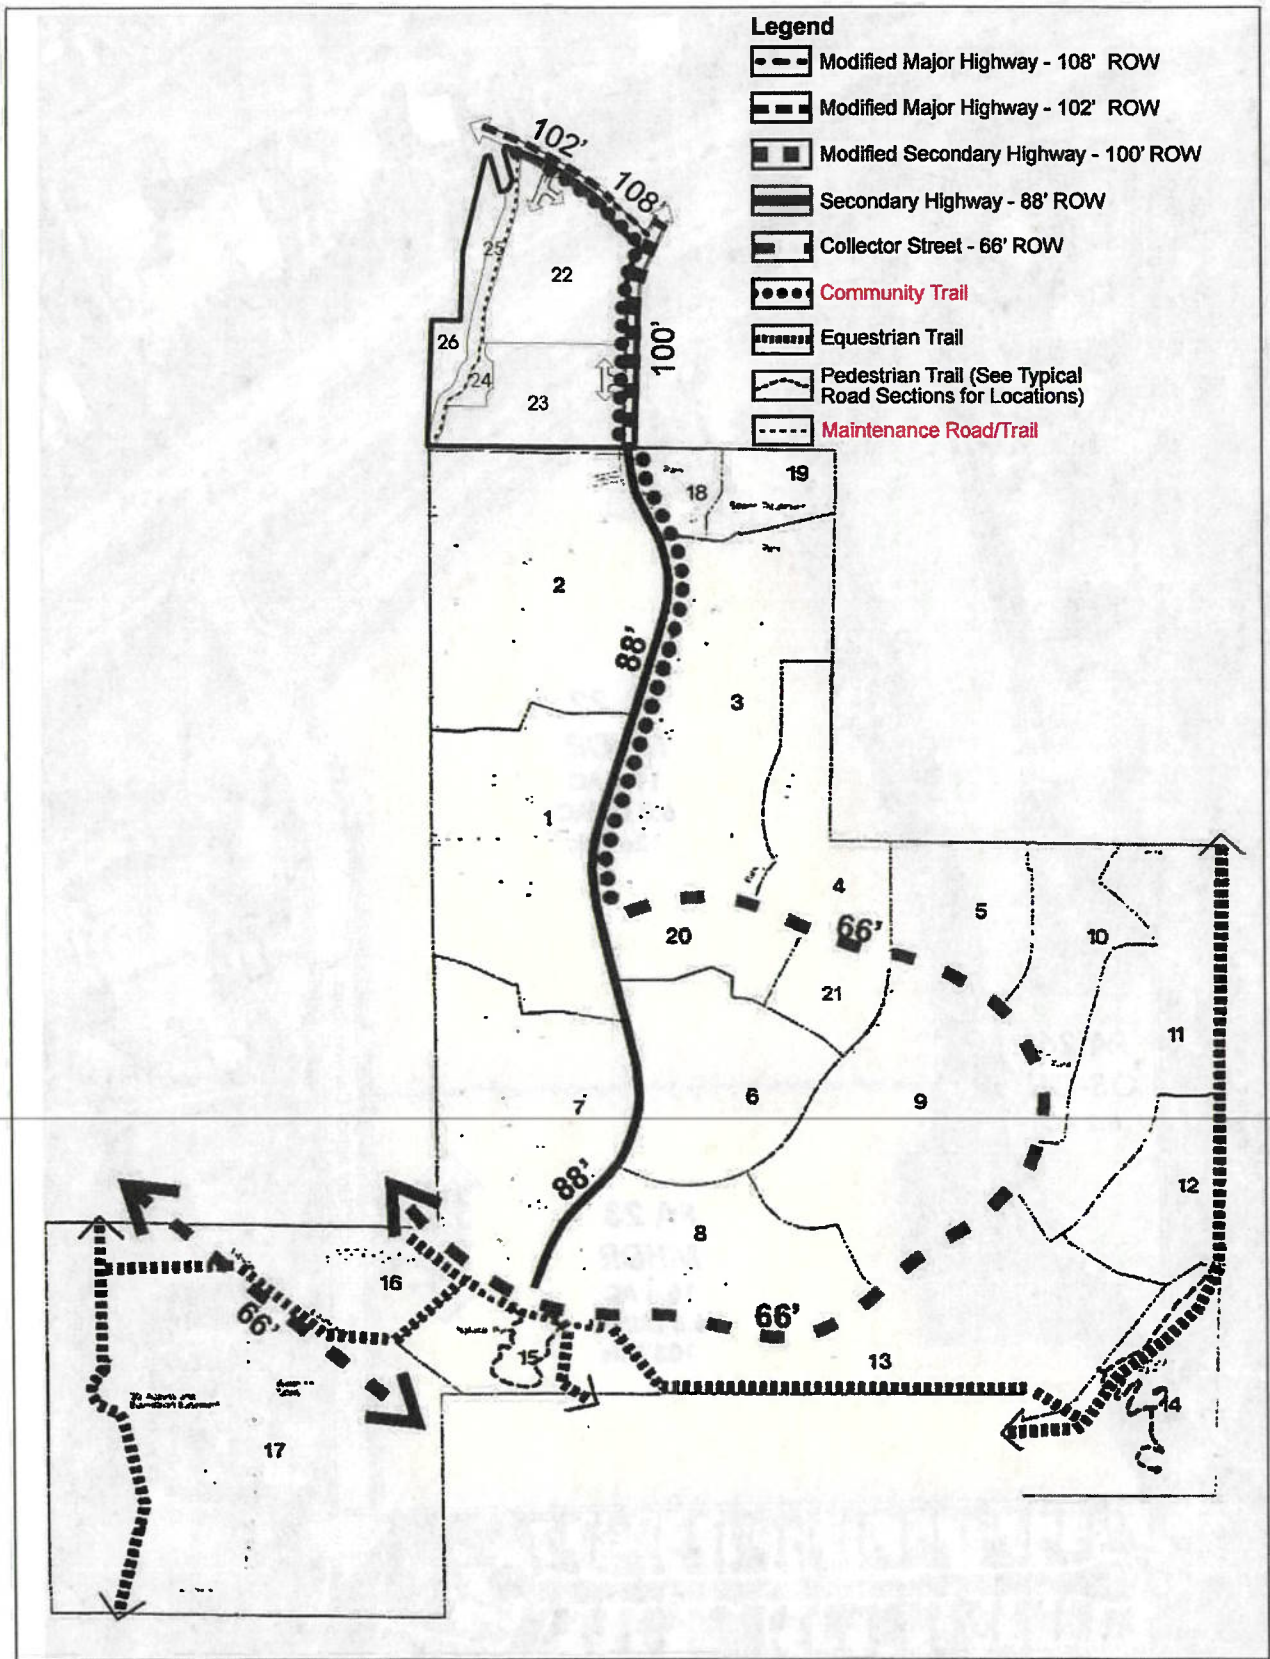 Legend
Modified Major Highway - 108' ROW
Modified Major Highway - 102' ROW
Modified Secondary Highway - 100' ROW
Secondary Highway - 88' ROW
Collector Street - 66' ROW
Community Trail
Equestrian Trail
Pedestrian Trail (See Typical
Road Sections for Locations)
Maintenance Road/Trail
102'
108'
25
22
100'
26
24
23
19
18
Park
2
88'
3
1
4
5
20
66'
10
21
11
6
9
7
12
88'
8
16
66'
66'
15
13
14
17